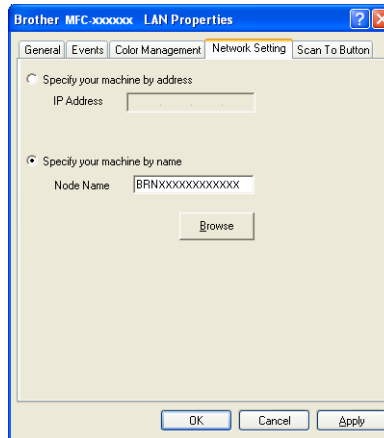 Brother MFC-xxxxxx LAN Properties
General Events Color Management Network Setting Scan To Button
Specify your machine by address
IP Address . . .
Specify your machine by name
Node Name BRNXXXXXXXXXXXX
Browse
OK Cancel Apply